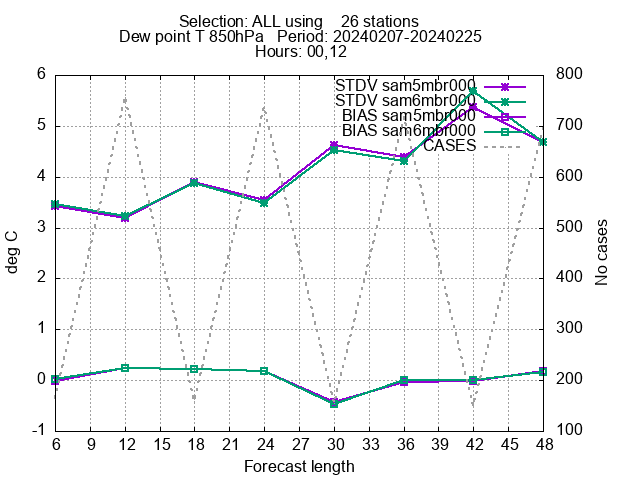 Selection: ALL using    26 stations
Dew point T 850hPa   Period: 20240207-20240225
Hours: 00,12
STDV sam5mbr000
STDV sam6mbr000
BIAS sam5mbr000
BIAS sam6mbr000
CASES
6
5
4
3
2
1
0
-1
deg C
800
700
600
500
400
300
200
100
No cases
6 9 12 15 18 21 24 27 30 33 36 39 42 45 48
Forecast length